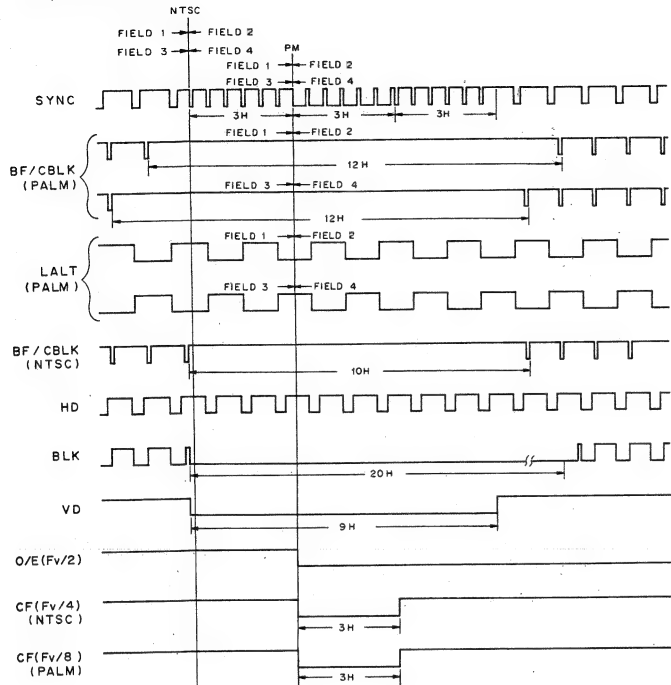 NTSC
FIELD 1 FIELD 2
FIELD 3 FIELD 4
PM
FIELD 1 FIELD 2
FIELD 3 FIELD 4
SYNC
3H 3H 3H
FIELD 1 FIELD 2
12H
BF/CBLK
(PALM)
FIELD 3 FIELD 4
12H
FIELD 1 FIELD 2
LALT
(PALM)
FIELD 3 FIELD 4
BF/CBLK
(NTSC)
10H
HD
BLK
20H
VD
9H
O/E(Fv/2)
CF(Fv/4)
(NTSC)
3H
CF(Fv/8)
(PALM)
3H